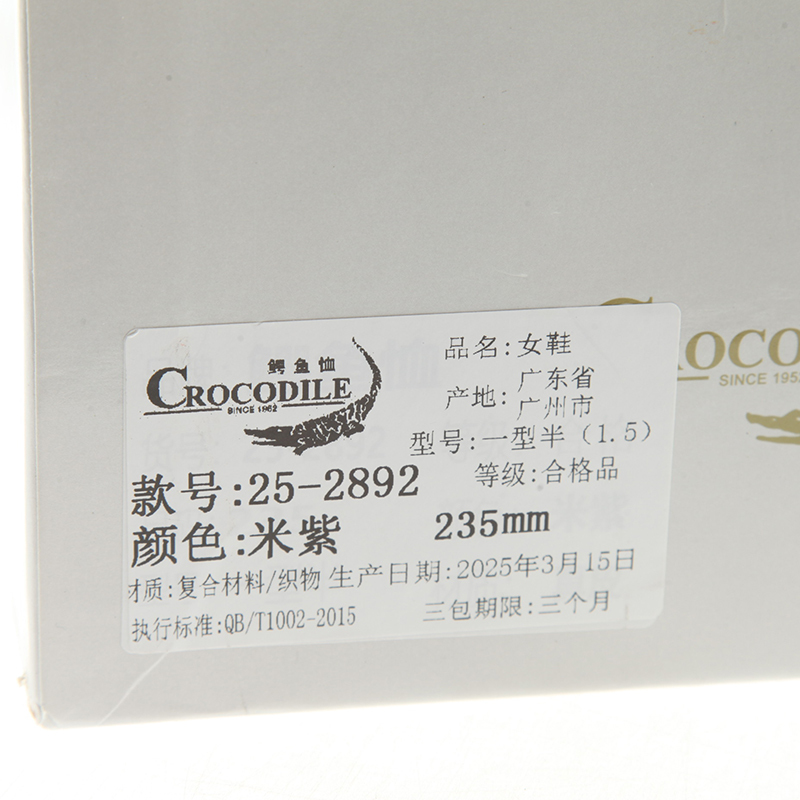 鳄鱼恤
CROCODILE
SINCE 1952
品名:女鞋
产地:广东省
广州市
型号:一型半（1.5）
等级:合格品
款号:25-2892
颜色:米紫
235mm
材质:复合材料/织物
生产日期:2025年3月15日
执行标准:QB/T1002-2015
三包期限:三个月
CROCO
SINCE 1952